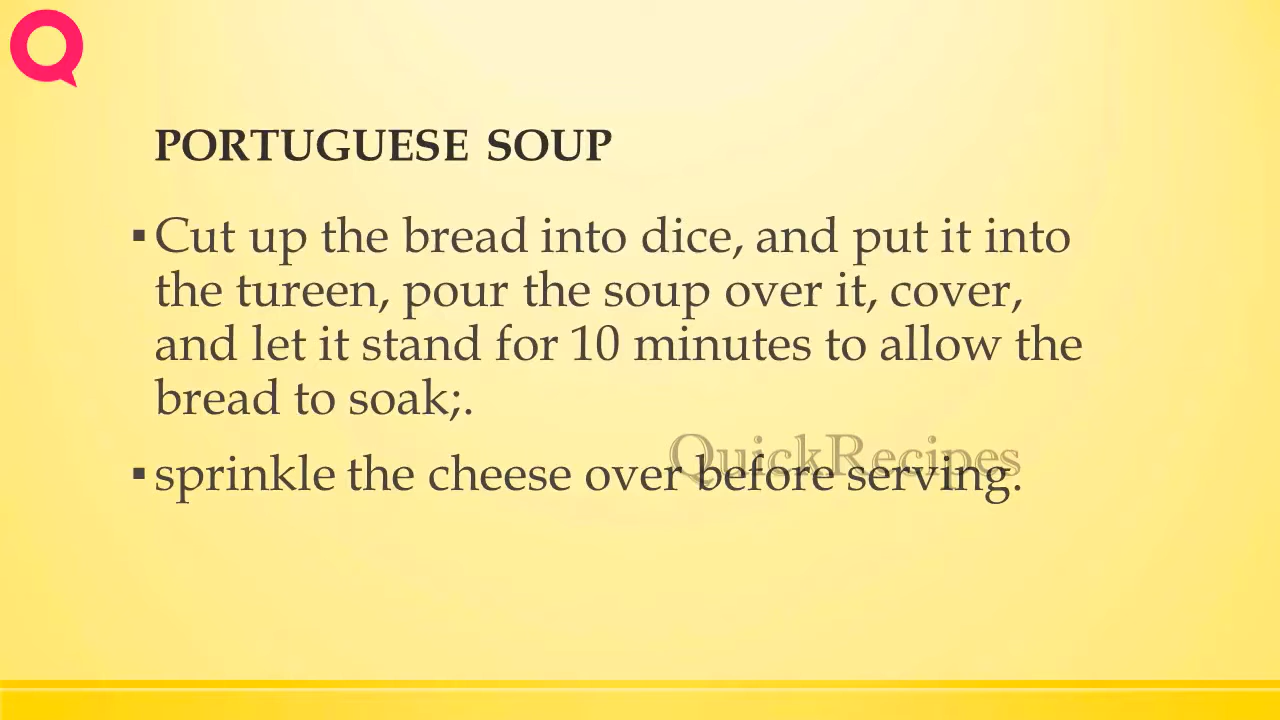 PORTUGUESE SOUP
▪ Cut up the bread into dice, and put it into
the tureen, pour the soup over it, cover,
and let it stand for 10 minutes to allow the
bread to soak;.
QuickRecipes
▪ sprinkle the cheese over before serving.